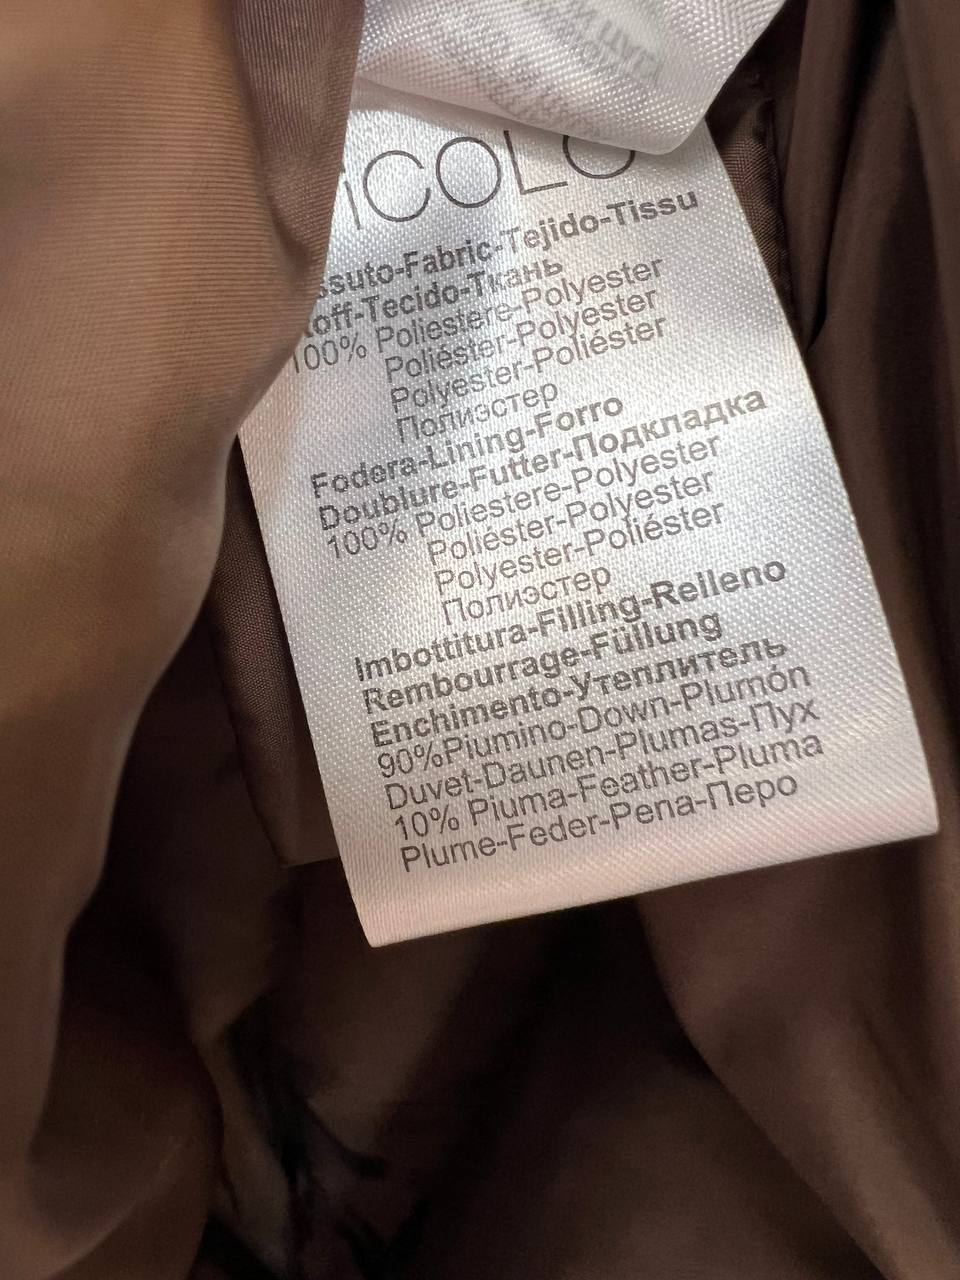 iCOLO
ssuto-Fabric-Tejido-Tissu
toff-Tecido-Ткань
100% Poliestere-Polyester
Poliéster-Polyester
Polyester-Poliéster
Полиэстер
Fodera-Lining-Forro
Doublure-Futter-Подкладка
100% Poliestere-Polyester
Poliéster-Polyester
Polyester-Poliéster
Полиэстер
Imbottitura-Filling-Relleno
Rembourrage-Füllung
Enchimento-Утеплитель
90%Piumino-Down-Plumón
Duvet-Daunen-Plumas-Пух
10% Piuma-Feather-Pluma
Plume-Feder-Pena-Перо